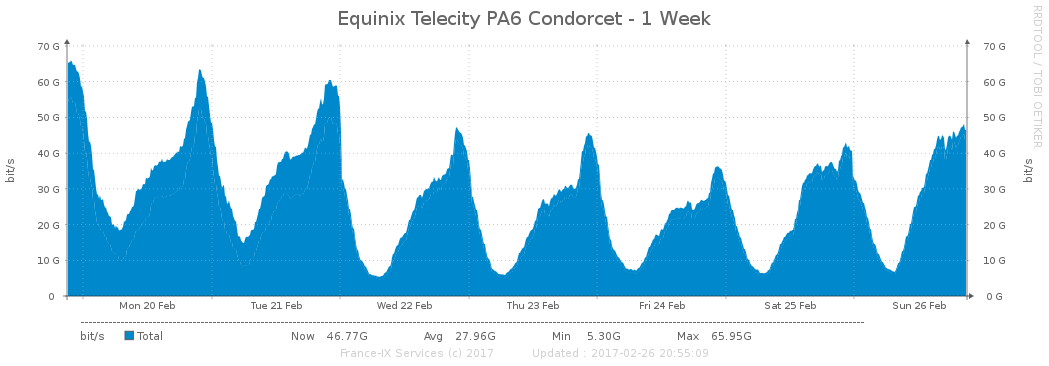 Equinix Telecity PA6 Condorcet - 1 Week
RRDTOOL / TOBI OETIKER
bit/s
70 G
60 G
50 G
40 G
30 G
20 G
10 G
0
70 G
60 G
50 G
40 G
30 G
20 G
10 G
0 G
bit/s
Mon 20 Feb Tue 21 Feb Wed 22 Feb Thu 23 Feb Fri 24 Feb Sat 25 Feb Sun 26 Feb
bit/s Total Now 46.77G Avg 27.96G Min 5.30G Max 65.95G
France-IX Services (c) 2017 Updated : 2017-02-26 20:55:09